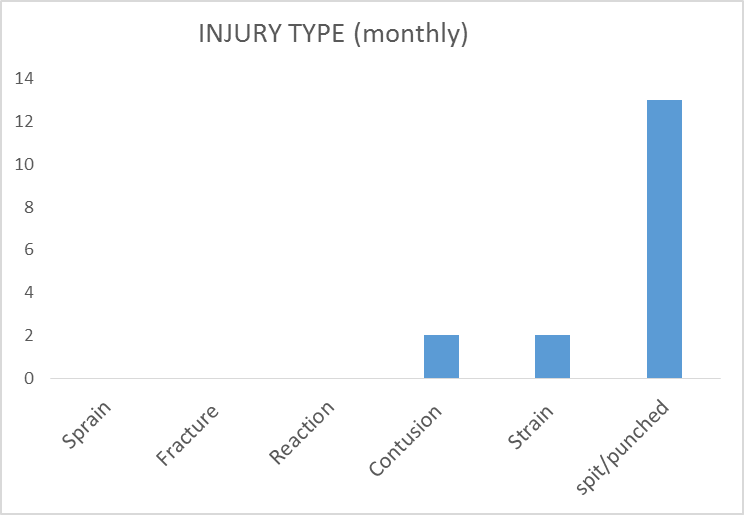 INJURY TYPE (monthly)
14
12
10
8
6
4
2
0
Sprain
Fracture
Reaction
Contusion
Strain
spit/punched